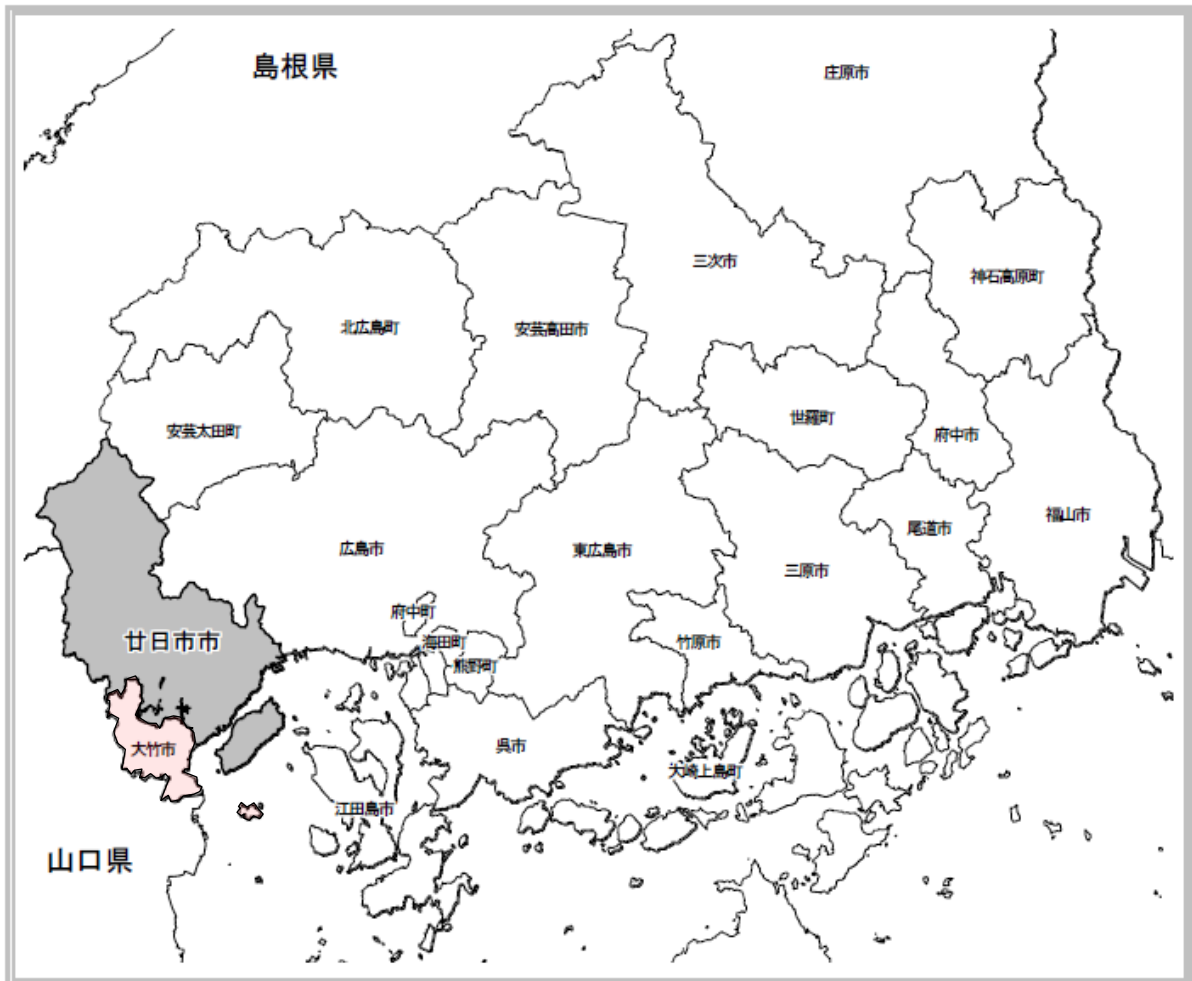 島根県
庄原市
三次市
神石高原町
北広島町
安芸高田市
世羅町
安芸太田町
府中市
福山市
尾道市
広島市
東広島市
三原市
府中町
廿日市市
海田町
竹原市
熊野町
大竹市
呉市
大崎上島町
江田島市
山口県